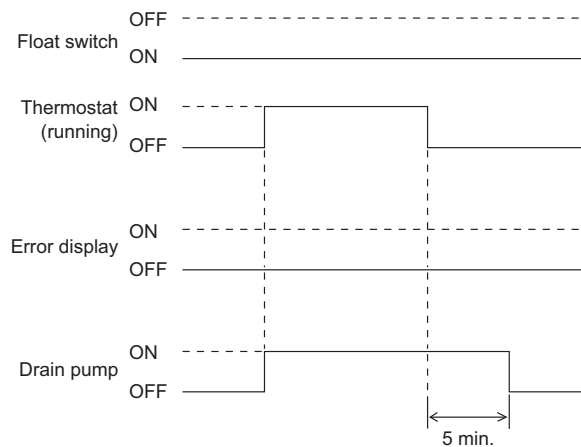 OFF
Float switch
ON
Thermostat
(running)
ON
OFF
Error display
ON
OFF
Drain pump
ON
OFF
5 min.